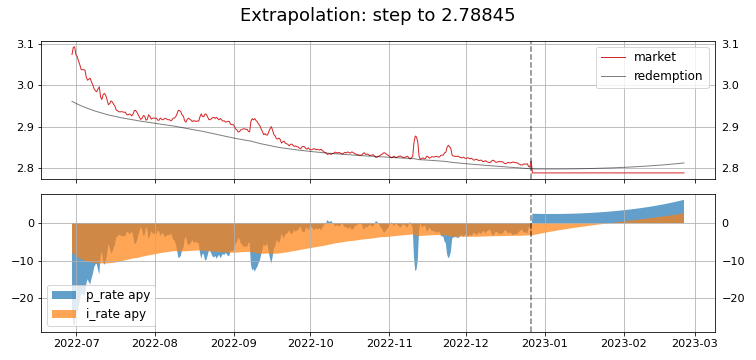 Extrapolation: step to 2.78845
3.1
3.0
2.9
2.8
3.1
3.0
2.9
2.8
market
redemption
0
−10
−20
0
−10
−20
p_rate apy
i_rate apy
2022-07 2022-08 2022-09 2022-10 2022-11 2022-12 2023-01 2023-02 2023-03